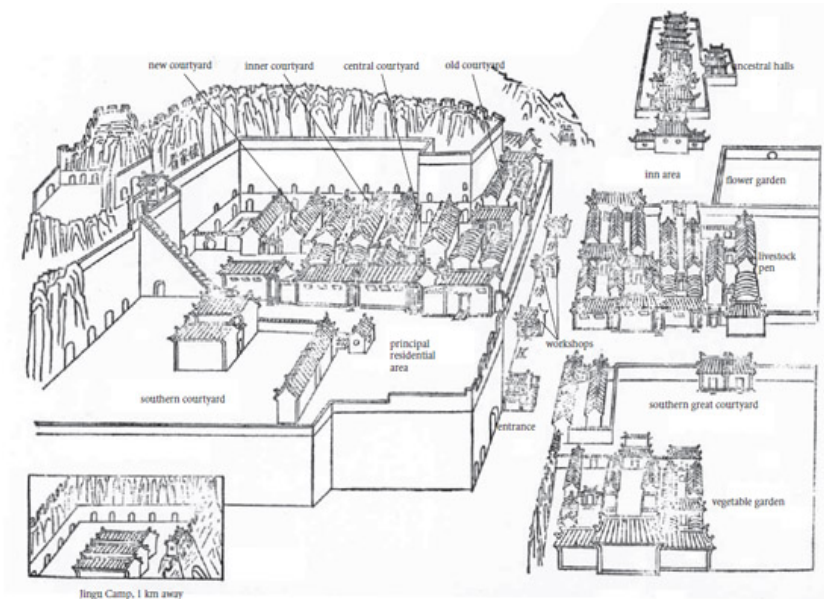 new courtyard
inner courtyard
central courtyard
old courtyard
ancestral halls
inn area
flower garden
livestock
pen
workshops
principal
residential
area
southern courtyard
southern great courtyard
entrance
vegetable garden
Jingu Camp, 1 km away